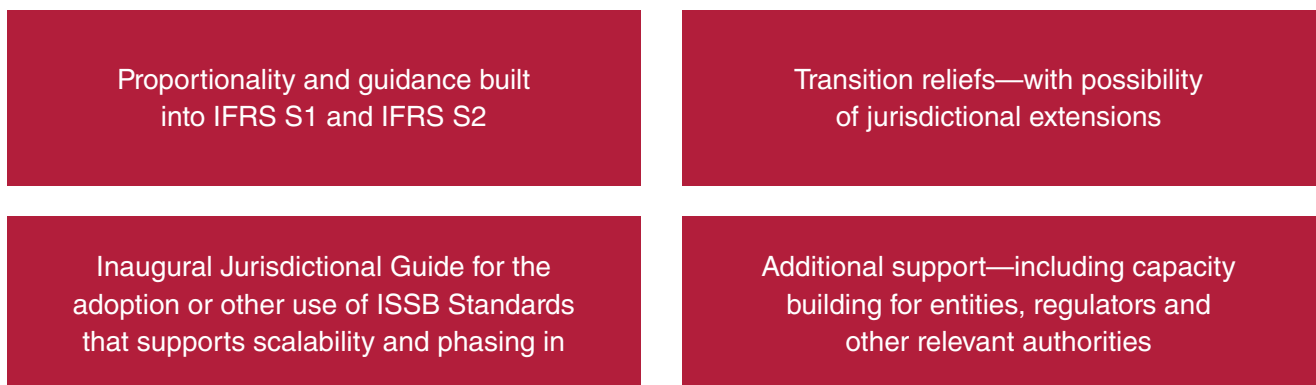 Proportionality and guidance built
into IFRS S1 and IFRS S2
Transition reliefs—with possibility
of jurisdictional extensions
Inaugural Jurisdictional Guide for the
adoption or other use of ISSB Standards
that supports scalability and phasing in
Additional support—including capacity
building for entities, regulators and
other relevant authorities